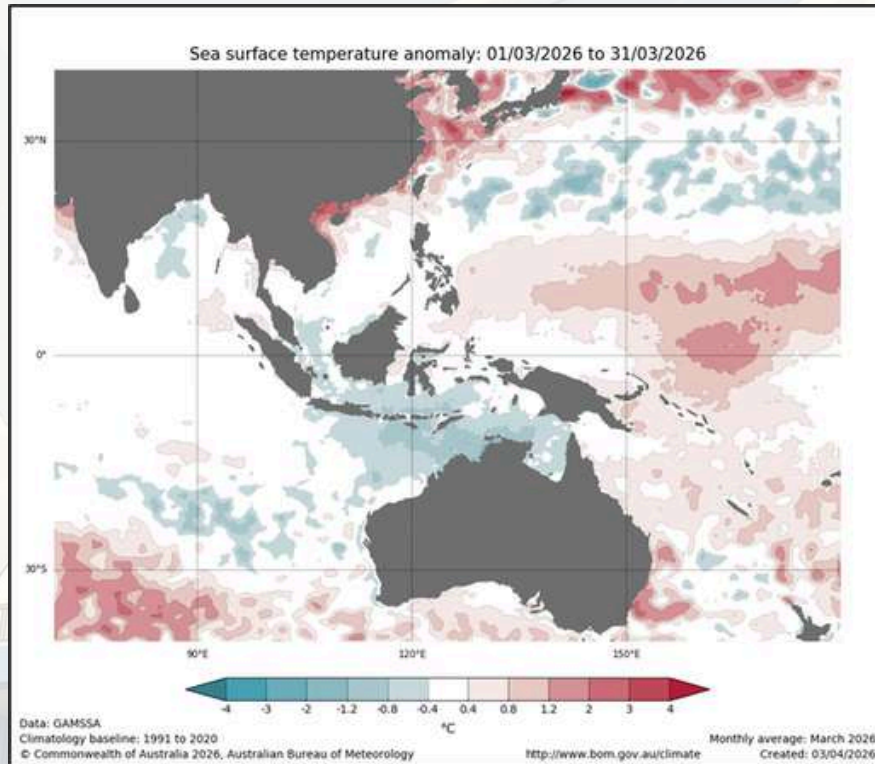 Sea surface temperature anomaly: 01/03/2026 to 31/03/2026
30°N
0°
30°S
90°E 120°E 150°E
-4 -3 -2 -1.2 -0.8 -0.4 0.4 0.8 1.2 2 3 4
°C
Data: GAMSSA
Climatology baseline: 1991 to 2020
© Commonwealth of Australia 2026, Australian Bureau of Meteorology
http://www.bom.gov.au/climate
Monthly average: March 2026
Created: 03/04/2026